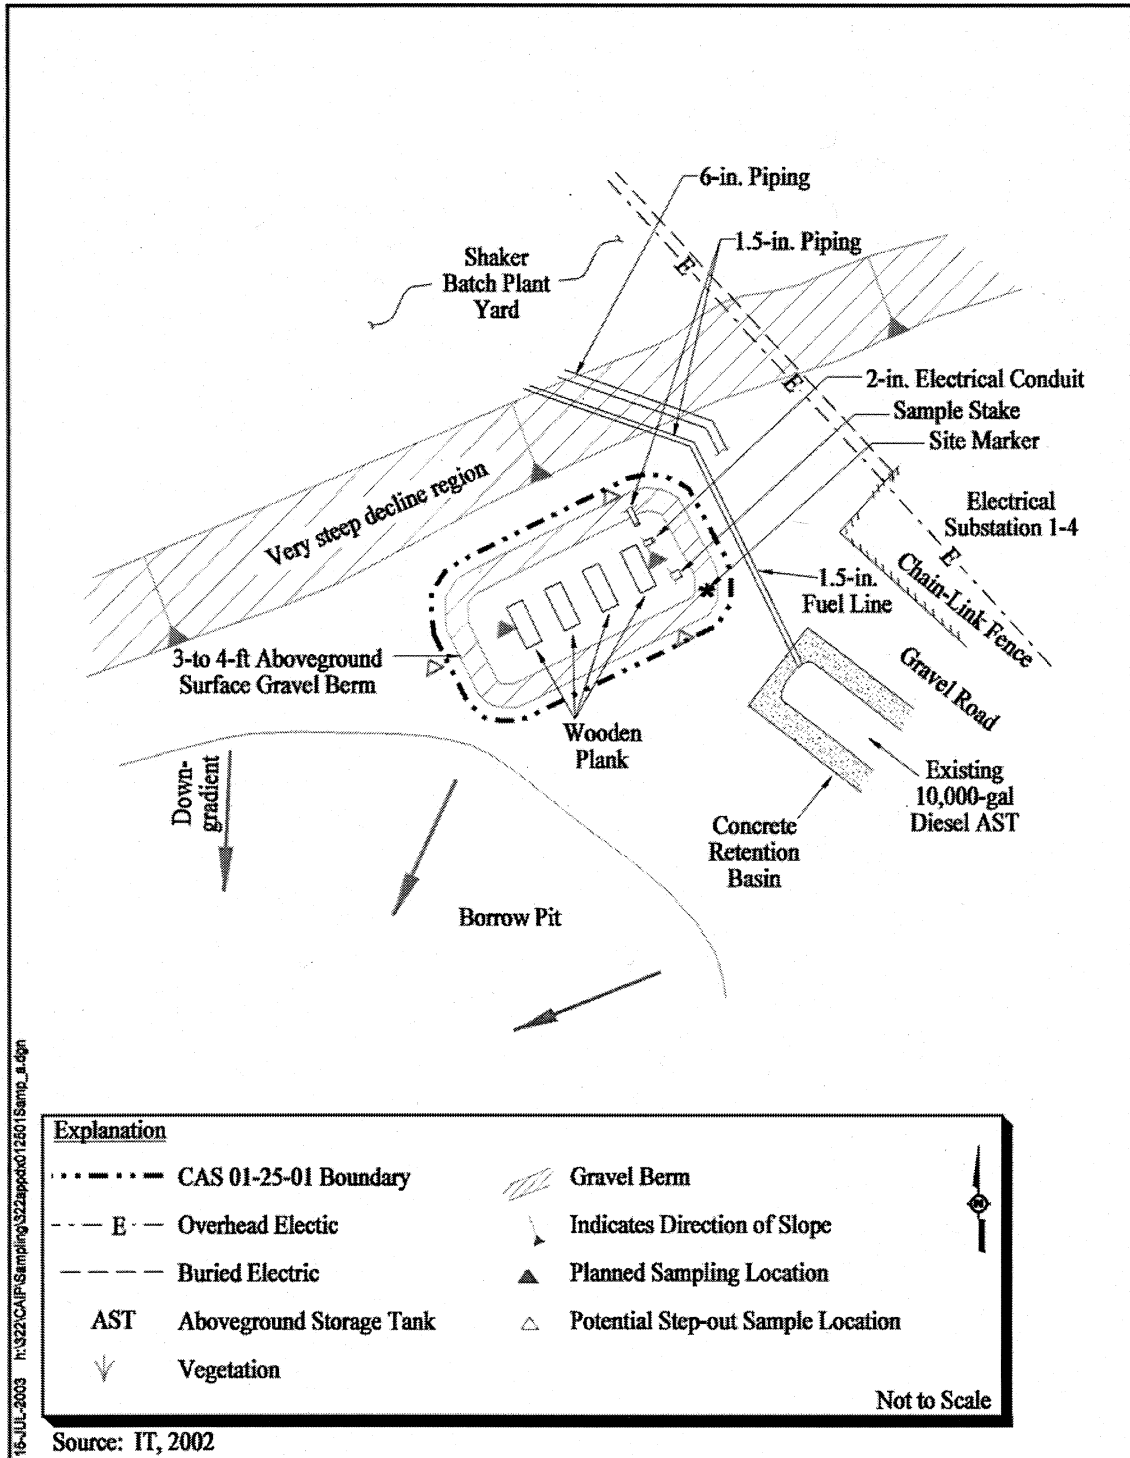 6-in. Piping
1.5-in. Piping
Shaker
Batch Plant
Yard
E
E
2-in. Electrical Conduit
Sample Stake
Site Marker
Very steep decline region
Electrical
Substation 1-4
E
Chain-Link Fence
1.5-in.
Fuel Line
3-to 4-ft Aboveground
Surface Gravel Berm
Gravel Road
Wooden
Plank
Down-
gradient
Existing
10,000-gal
Diesel AST
Concrete
Retention
Basin
Borrow Pit
Explanation
CAS 01-25-01 Boundary
E Overhead Electic
Buried Electric
AST Aboveground Storage Tank
Vegetation
Gravel Berm
Indicates Direction of Slope
Planned Sampling Location
Potential Step-out Sample Location
N
Not to Scale
Source: IT, 2002
16-JUL-2003 h:\322\CAIP\Sampling\322appdx012501Samp_a.dgn